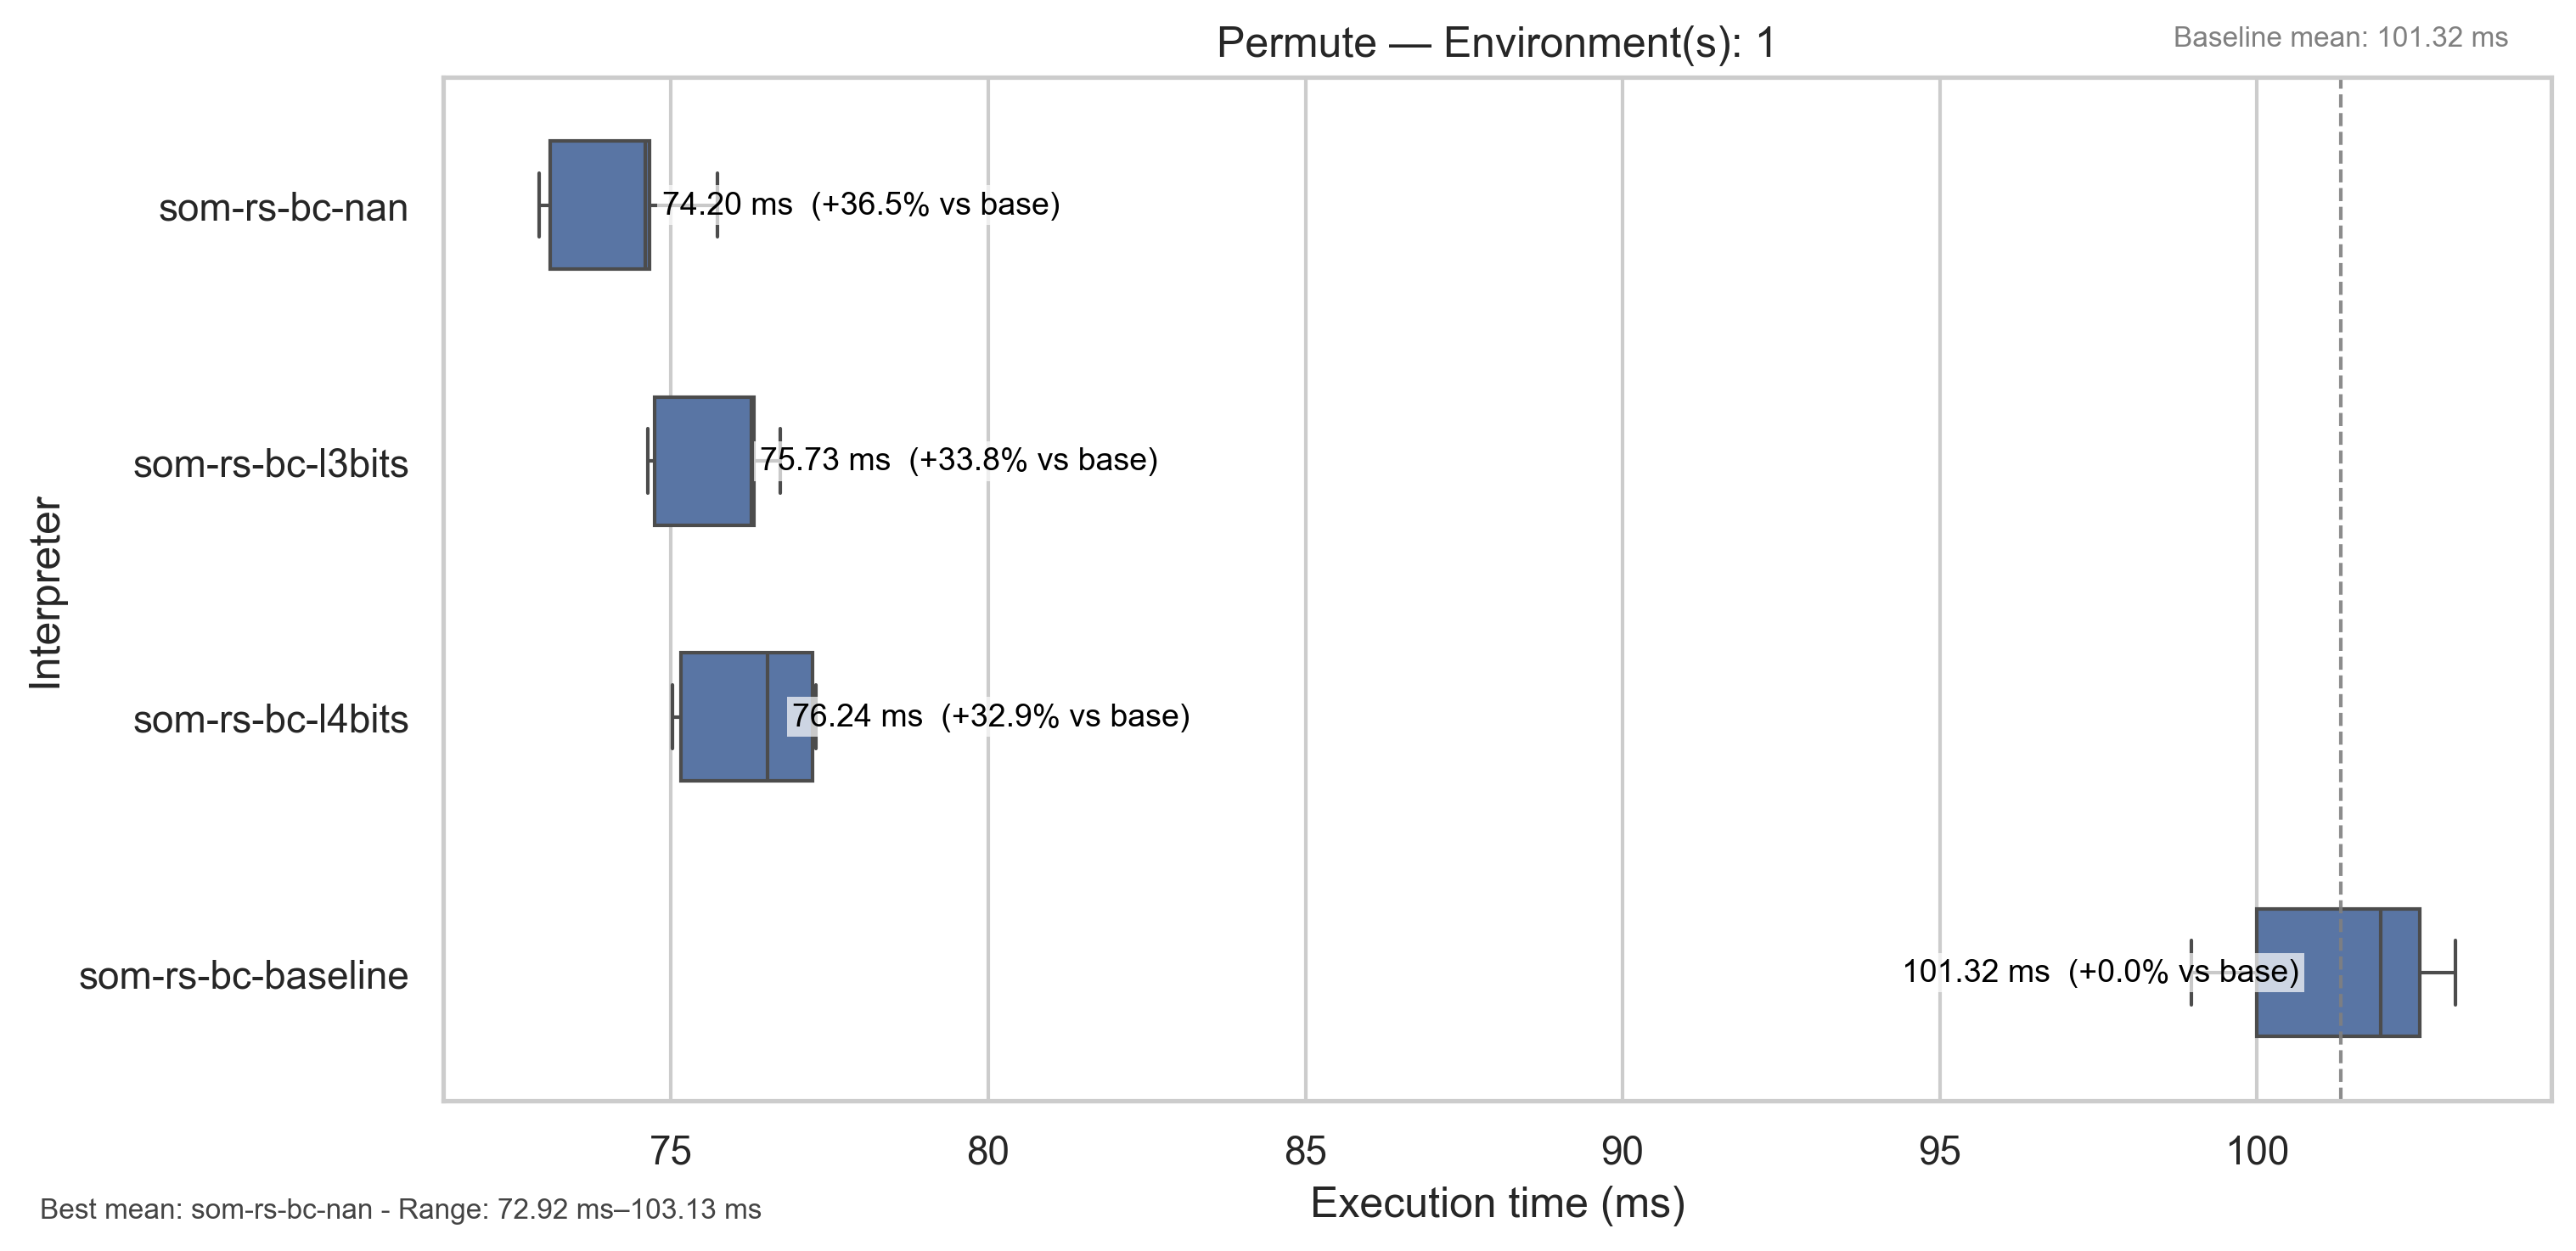 Permute — Environment(s): 1
Baseline mean: 101.32 ms
Interpreter
som-rs-bc-nan
74.20 ms  (+36.5% vs base)
som-rs-bc-l3bits
75.73 ms  (+33.8% vs base)
som-rs-bc-l4bits
76.24 ms  (+32.9% vs base)
som-rs-bc-baseline
101.32 ms  (+0.0% vs base)
75 80 85 90 95 100
Execution time (ms)
Best mean: som-rs-bc-nan - Range: 72.92 ms–103.13 ms